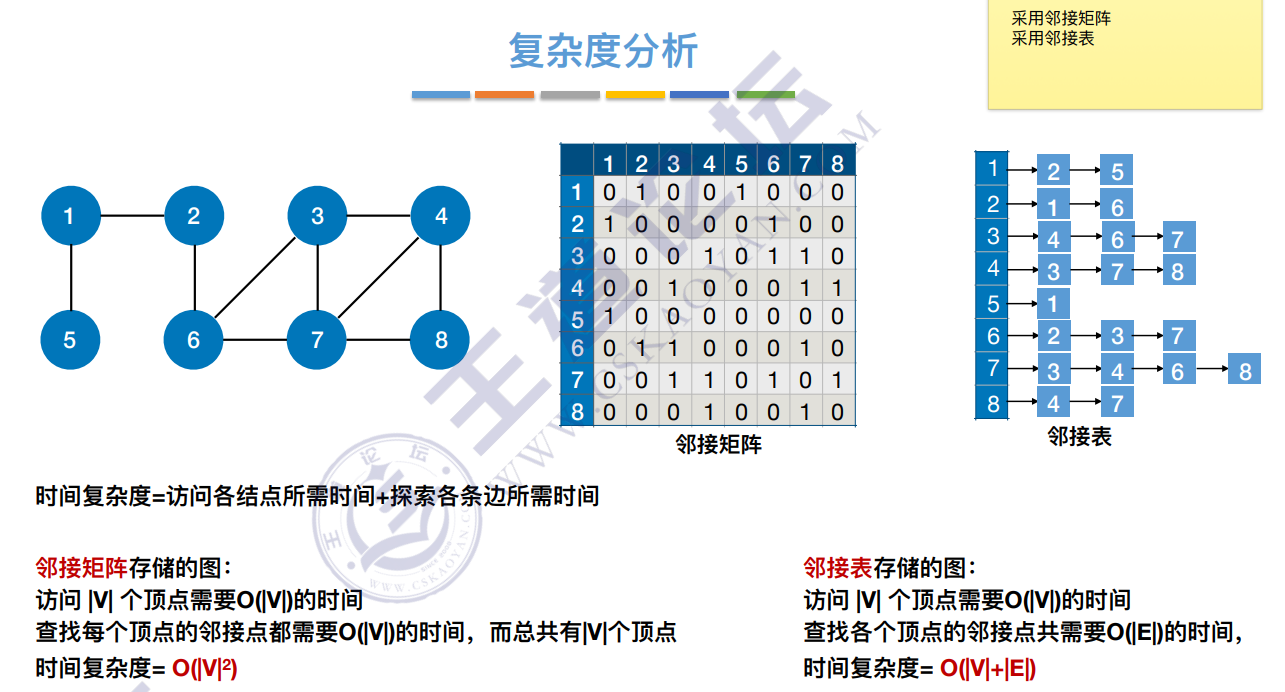 采用邻接矩阵
采用邻接表
复杂度分析
1 2 3 4
5 6 7 8
1 2 3 4 5 6 7 8
1 0 1 0 0 1 0 0 0
2 1 0 0 0 0 1 0 0
3 0 0 0 1 0 1 1 0
4 0 0 1 0 0 0 1 1
5 1 0 0 0 0 0 0 0
6 0 1 1 0 0 0 1 0
7 0 0 1 1 0 1 0 1
8 0 0 0 1 0 0 1 0
邻接矩阵
1 2 5
2 1 6
3 4 6 7
4 3 7 8
5 1
6 2 3 7
7 3 4 6 8
8 4 7
邻接表
王道论坛
WWW.CSKAOYAN.COM
时间复杂度=访问各结点所需时间+探索各条边所需时间
邻接矩阵存储的图：
访问 |V| 个顶点需要O(|V|)的时间
查找每个顶点的邻接点都需要O(|V|)的时间，而总共有|V|个顶点
时间复杂度= O(|V|²)
邻接表存储的图：
访问 |V| 个顶点需要O(|V|)的时间
查找各个顶点的邻接点共需要O(|E|)的时间，
时间复杂度= O(|V|+|E|)